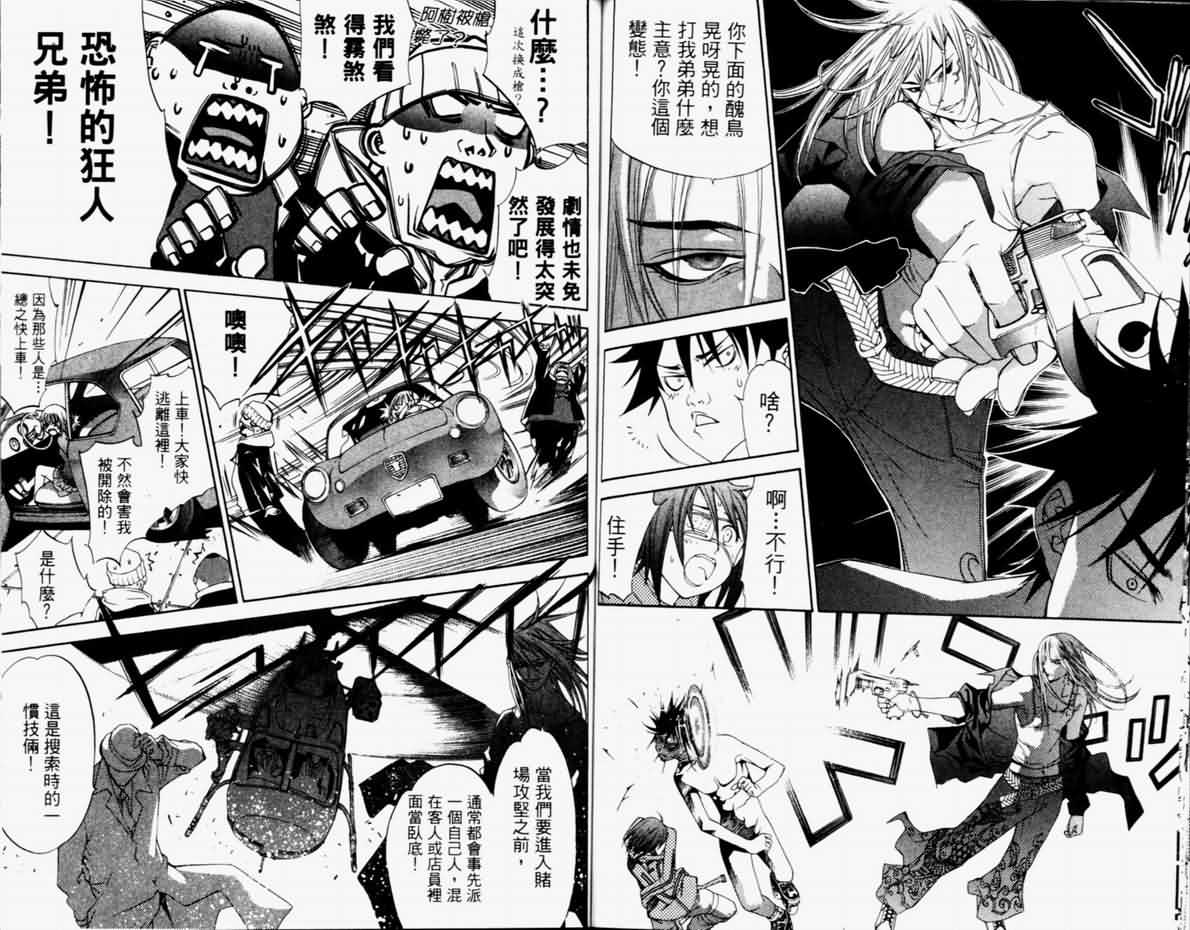 你下面的醜鳥
晃呀晃的，想
打我弟弟什麼
主意？你這個
變態！
啥？
啊…不行！
住手！
什麼…？
這次換成槍？
阿樹被槍
斃了？
我們看
得霧煞
煞！
劇情也未免
發展得太突
然了吧！
恐怖的狂人
兄弟！
噢噢！
上車！大家快
逃離這裡！
不然會害我
被開除的！
因為那些人是…
總之快上車！
是什麼？
當我們要進入賭
場攻堅之前，
通常都會事先派
一個自己人，混
在客人或店員裡
面當臥底！
這是搜索時的一
慣技倆！